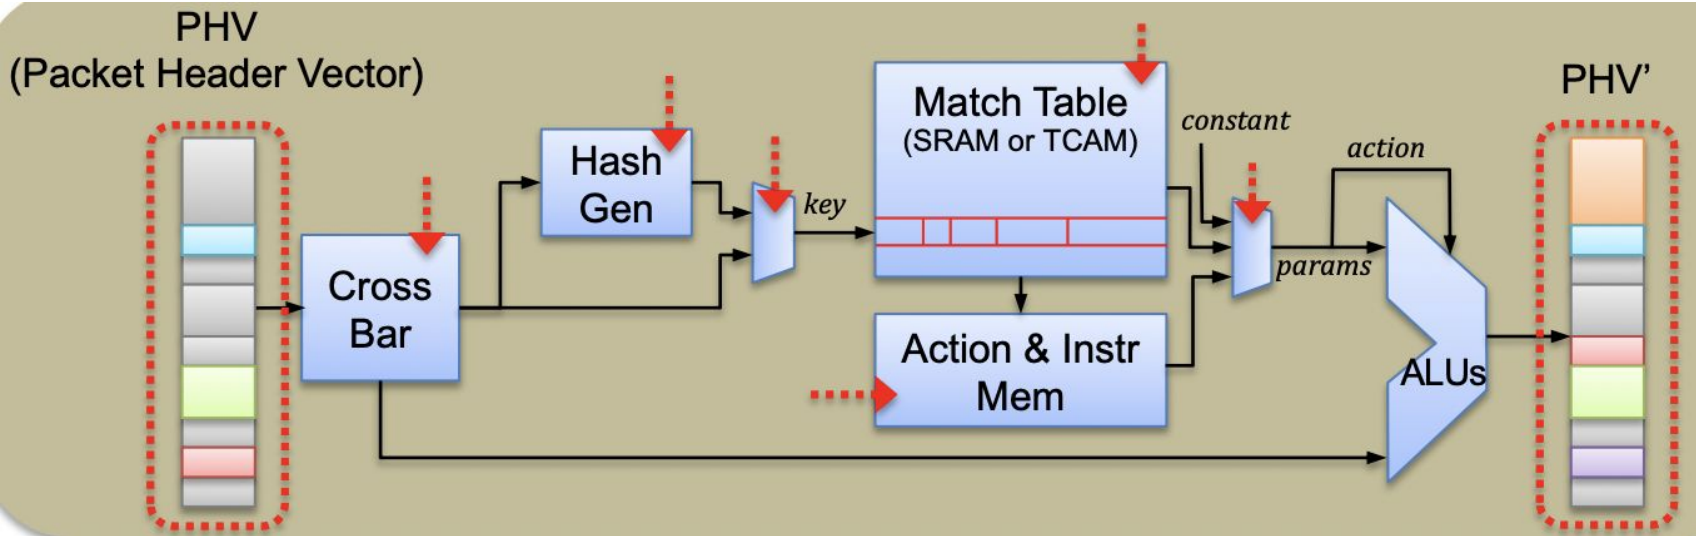 PHV
(Packet Header Vector)
Cross
Bar
Hash
Gen
key
Match Table
(SRAM or TCAM)
Action & Instr
Mem
constant
params
action
ALUs
PHV’